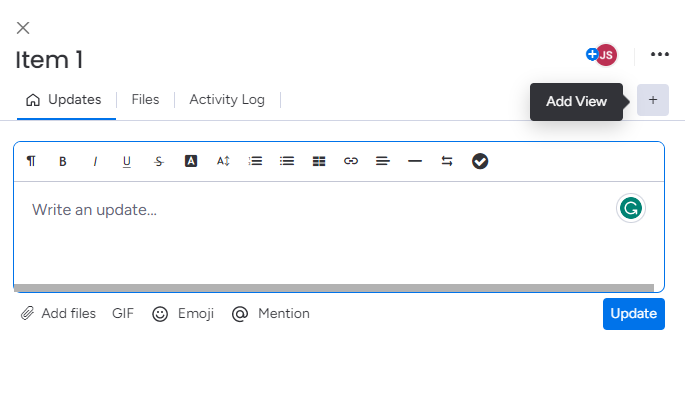 Item 1
JS
Updates
Files
Activity Log
Add View
+
¶ B I U S A A
Write an update...
G
Add files
GIF
Emoji
@ Mention
Update